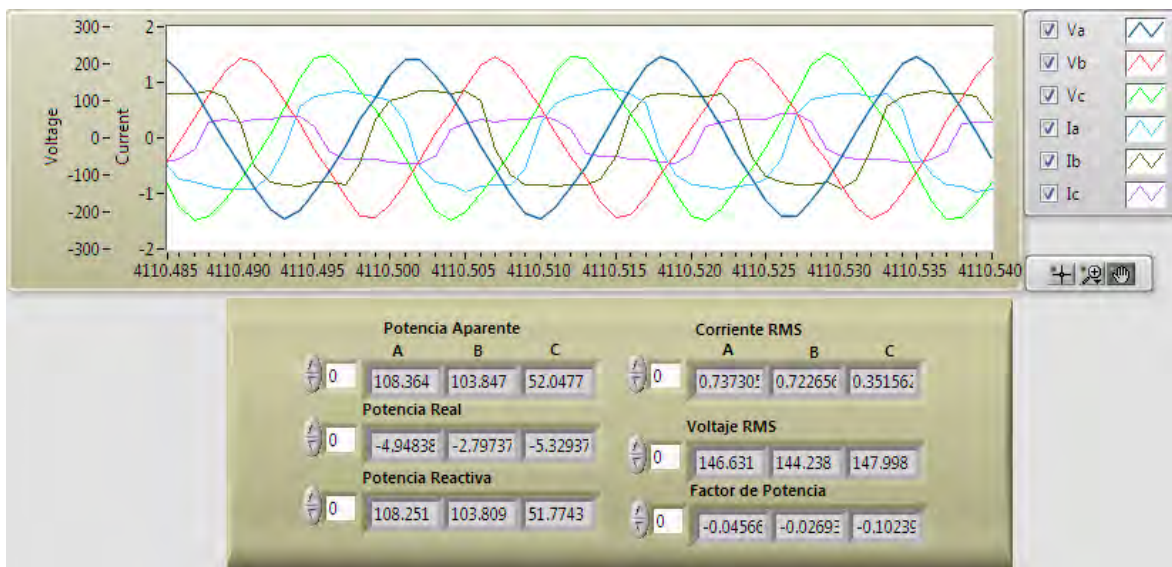 300 2
200
100 1
0 0
-100
-200 -1
-300 -2
Voltage
Current
4110.485 4110.490 4110.495 4110.500 4110.505 4110.510 4110.515 4110.520 4110.525 4110.530 4110.535 4110.540
Va
Vb
Vc
Ia
Ib
Ic
Potencia Aparente
A B C
0 108.364 103.847 52.0477
Potencia Real
0 -4.94838 -2.79737 -5.32937
Potencia Reactiva
0 108.251 103.809 51.7743
Corriente RMS
A B C
0 0.737305 0.722656 0.351562
Voltaje RMS
0 146.631 144.238 147.998
Factor de Potencia
0 -0.04566 -0.02693 -0.10239